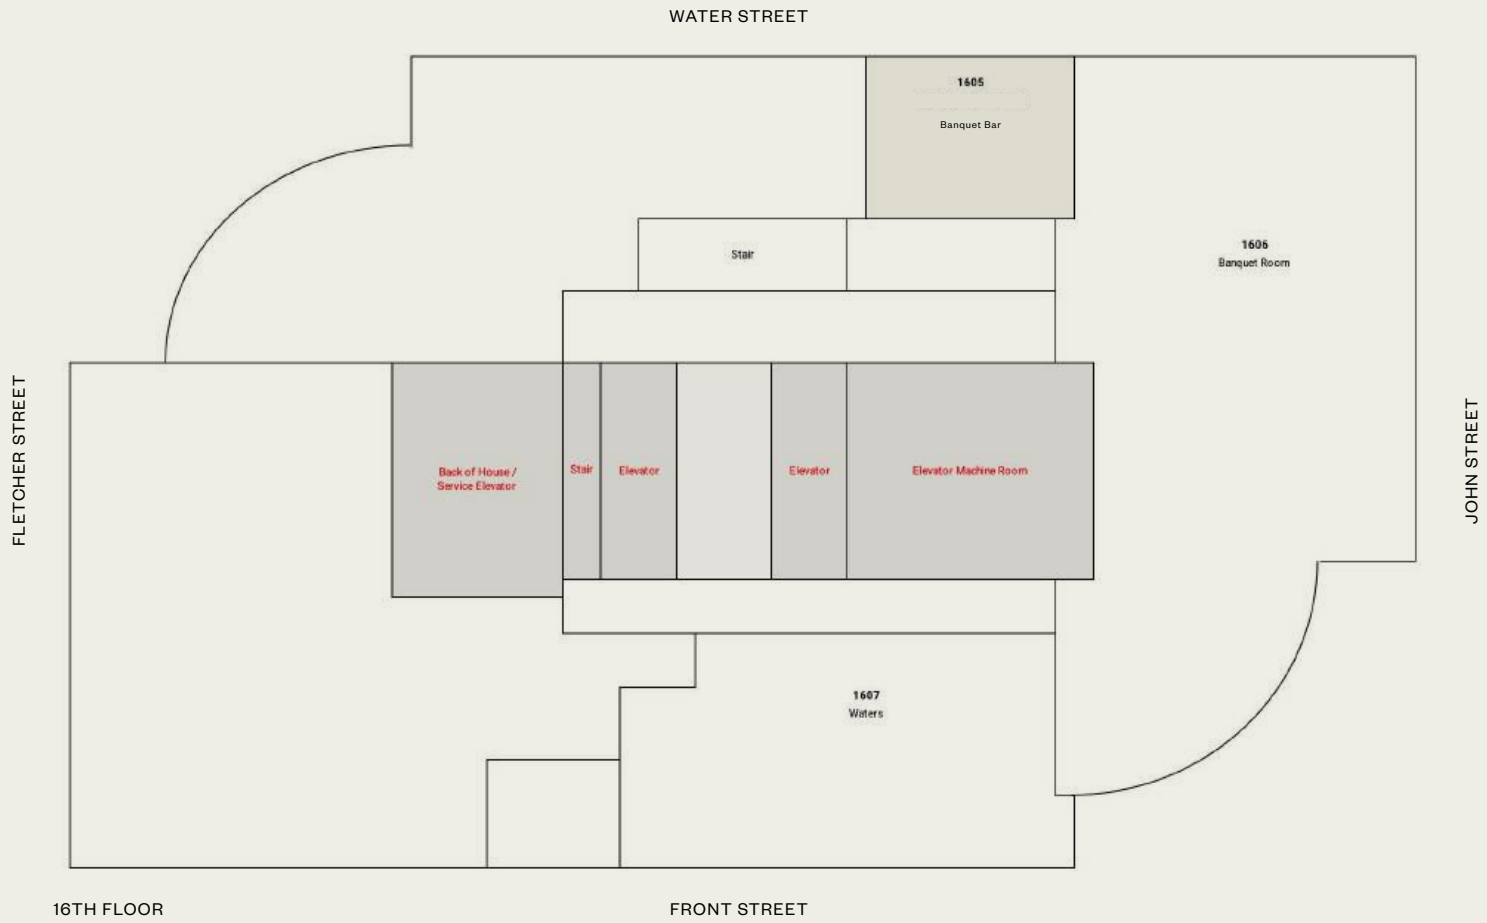 WATER STREET
1605
Banquet Bar
1606
Banquet Room
Stair
FLETCHER STREET
JOHN STREET
Back of House /
Service Elevator
Stair
Elevator
Elevator
Elevator Machine Room
1607
Waters
16TH FLOOR
FRONT STREET